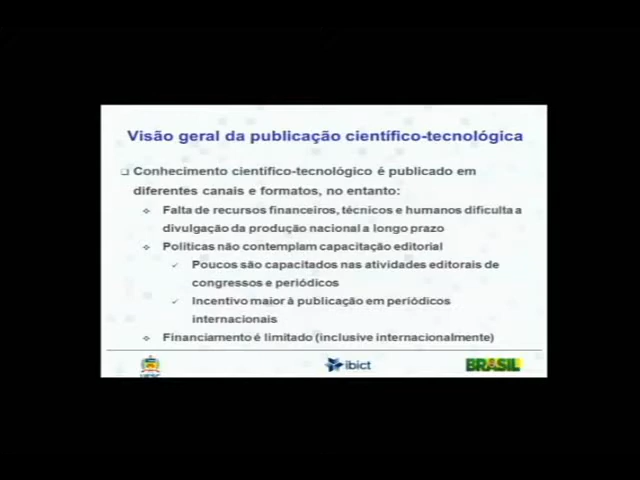 Visão geral da publicação científico-tecnológica
Conhecimento científico-tecnológico é publicado em
diferentes canais e formatos, no entanto:
Falta de recursos financeiros, técnicos e humanos dificulta a
divulgação da produção nacional a longo prazo
Políticas não contemplam capacitação editorial
Poucos são capacitados nas atividades editorais de
congressos e periódicos
Incentivo maior à publicação em periódicos
internacionais
Financiamento é limitado (inclusive internacionalmente)
ibict
BRASIL